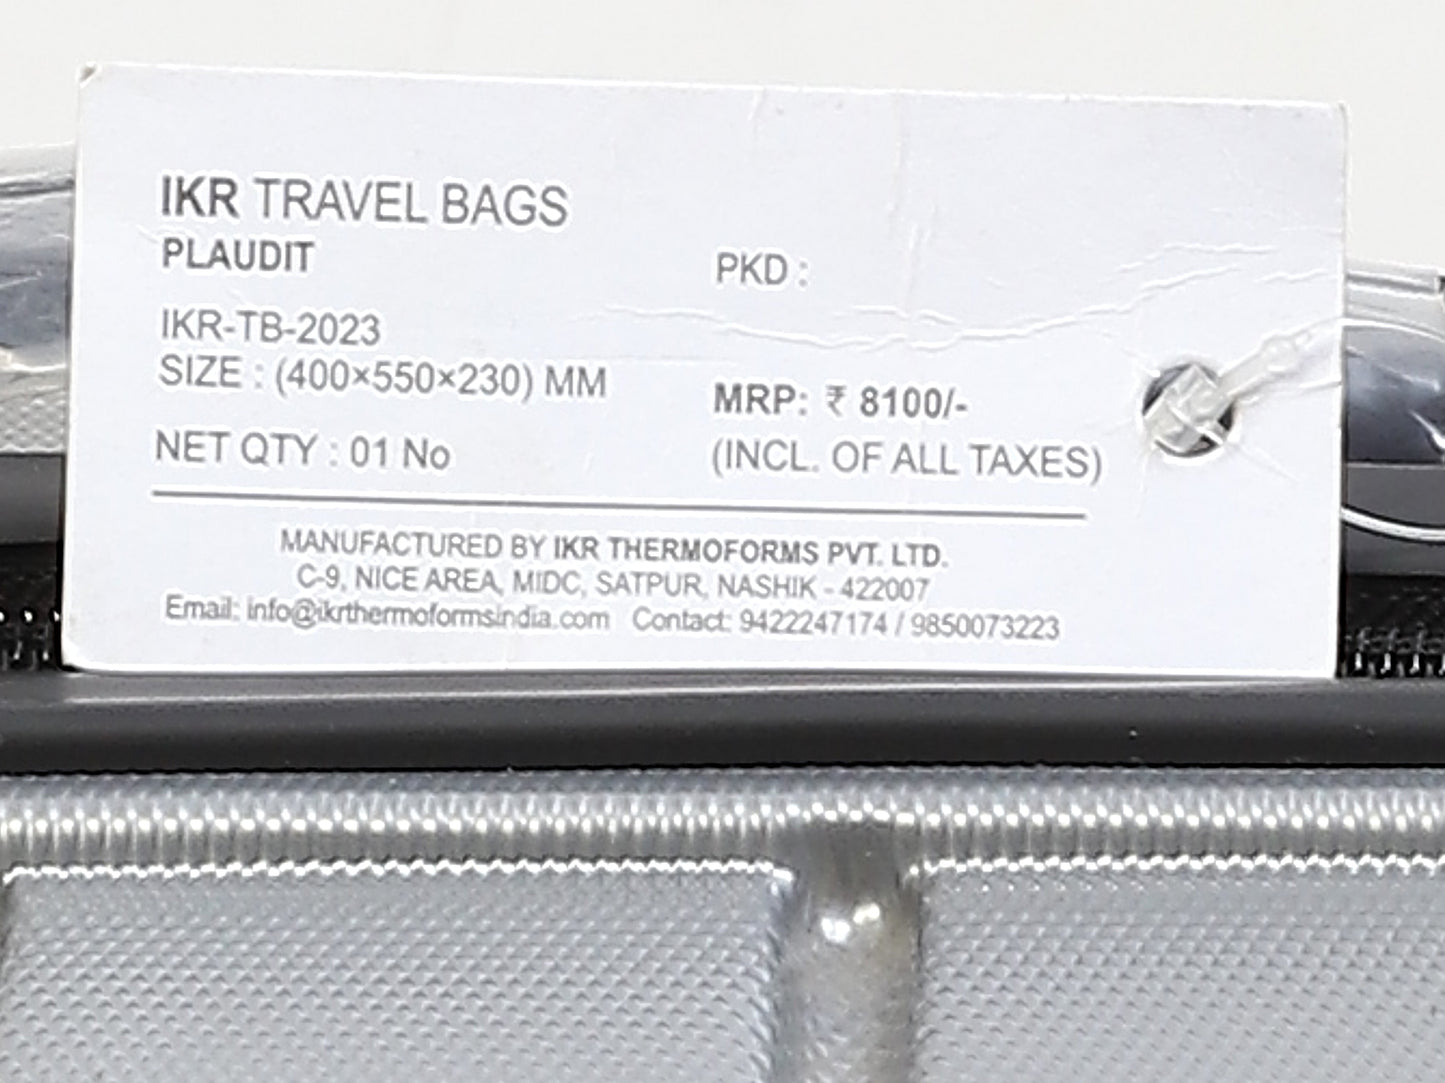 IKR TRAVEL BAGS
PLAUDIT
PKD :
IKR-TB-2023
SIZE : (400×550×230) MM
MRP: ₹ 8100/-
NET QTY : 01 No
(INCL. OF ALL TAXES)
MANUFACTURED BY IKR THERMOFORMS PVT. LTD.
C-9, NICE AREA, MIDC, SATPUR, NASHIK - 422007
Email: info@ikrthermoformsindia.com Contact: 9422247174 / 9850073223